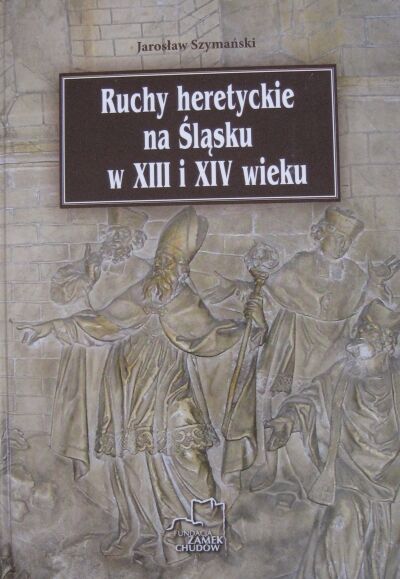 Jarosław Szymański
Ruchy heretyckie
na Śląsku
w XIII i XIV wieku
FUNDACJA
ZAMEK
CHUDÓW